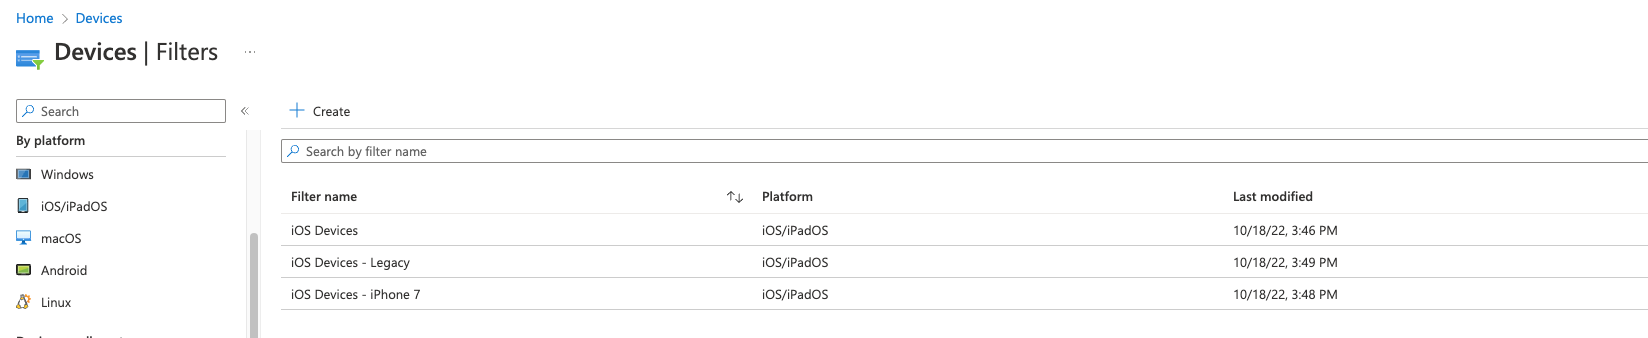 Home > Devices
Devices | Filters ...
Search «
By platform
Windows
iOS/iPadOS
macOS
Android
Linux
+ Create
Search by filter name
Filter name ↑↓ Platform Last modified
iOS Devices iOS/iPadOS 10/18/22, 3:46 PM
iOS Devices - Legacy iOS/iPadOS 10/18/22, 3:49 PM
iOS Devices - iPhone 7 iOS/iPadOS 10/18/22, 3:48 PM